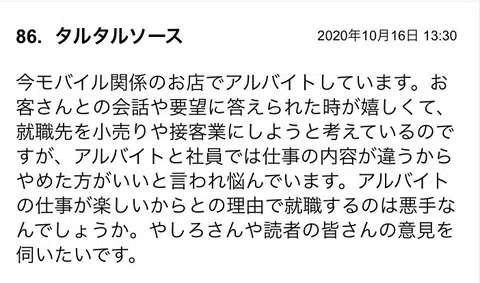 86. タルタルソース
2020年10月16日 13:30
今モバイル関係のお店でアルバイトしています。お
客さんとの会話や要望に答えられた時が嬉しくて、
就職先を小売りや接客業にしようと考えているので
すが、アルバイトと社員では仕事の内容が違うから
やめた方がいいと言われ悩んでいます。アルバイト
の仕事が楽しいからとの理由で就職するのは悪手な
んでしょうか。やしろさんや読者の皆さんの意見を
伺いたいです。